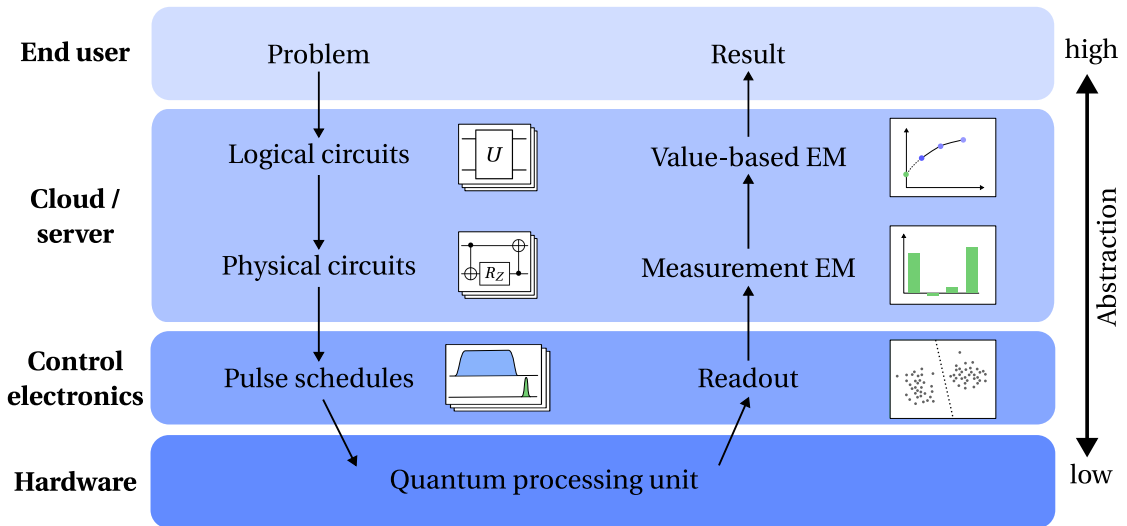 End user
Problem
Result
high
Cloud /
server
Logical circuits
U
Value-based EM
Physical circuits
R_Z
Measurement EM
Abstraction
Control
electronics
Pulse schedules
Readout
Hardware
Quantum processing unit
low